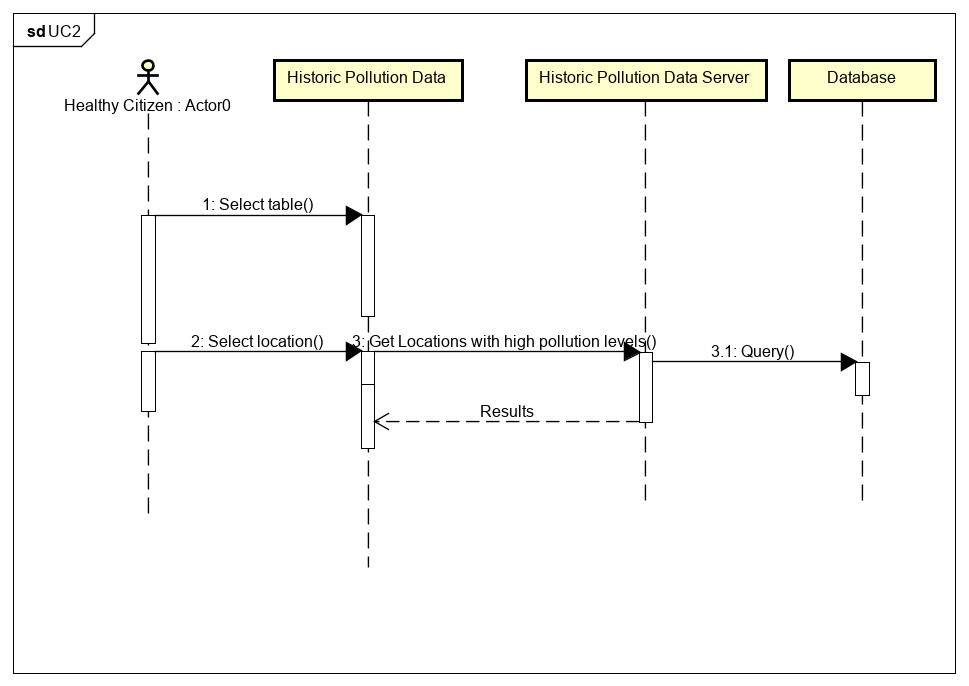 sd UC2
Healthy Citizen : Actor0
Historic Pollution Data
Historic Pollution Data Server
Database
1: Select table()
2: Select location()
3: Get Locations with high pollution levels()
3.1: Query()
Results